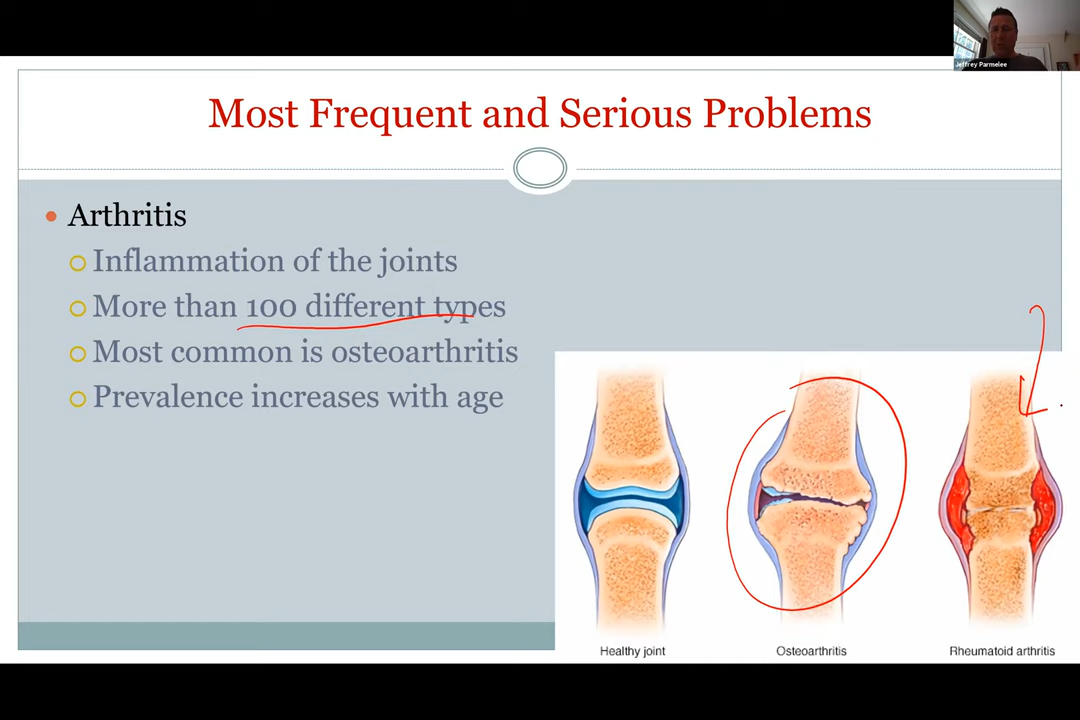 Jeffrey Parmelee
Most Frequent and Serious Problems
Arthritis
Inflammation of the joints
More than 100 different types
Most common is osteoarthritis
Prevalence increases with age
Healthy joint
Osteoarthritis
Rheumatoid arthritis